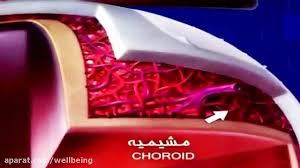 مشیمیه
CHOROID
aparat.com/wellbeing